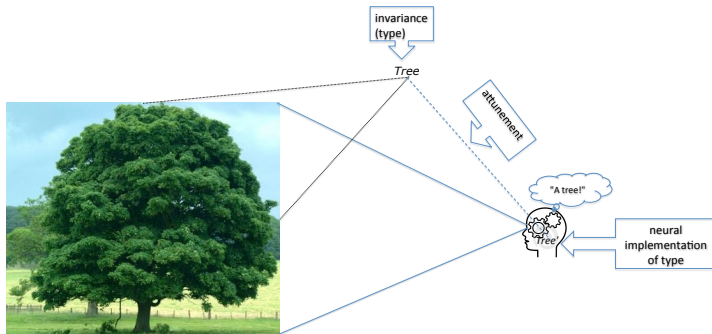 invariance
(type)
Tree
attunement
"A tree!"
Tree'
neural
implementation
of type